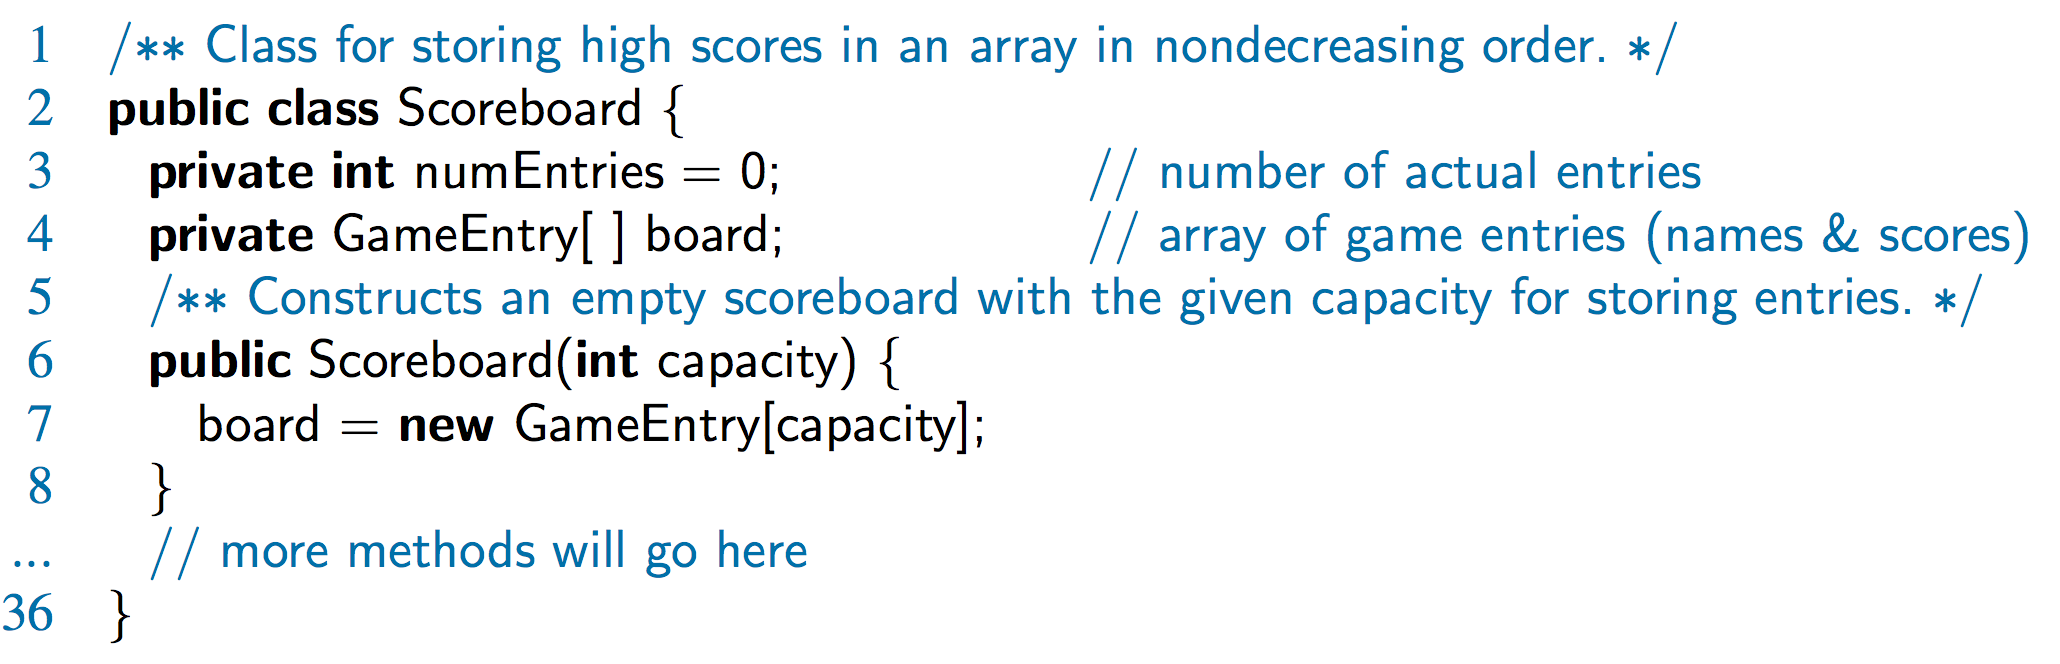 1 /** Class for storing high scores in an array in nondecreasing order. */
2 public class Scoreboard {
3 private int numEntries = 0; // number of actual entries
4 private GameEntry[ ] board; // array of game entries (names & scores)
5 /** Constructs an empty scoreboard with the given capacity for storing entries. */
6 public Scoreboard(int capacity) {
7 board = new GameEntry[capacity];
8 }
... // more methods will go here
36 }